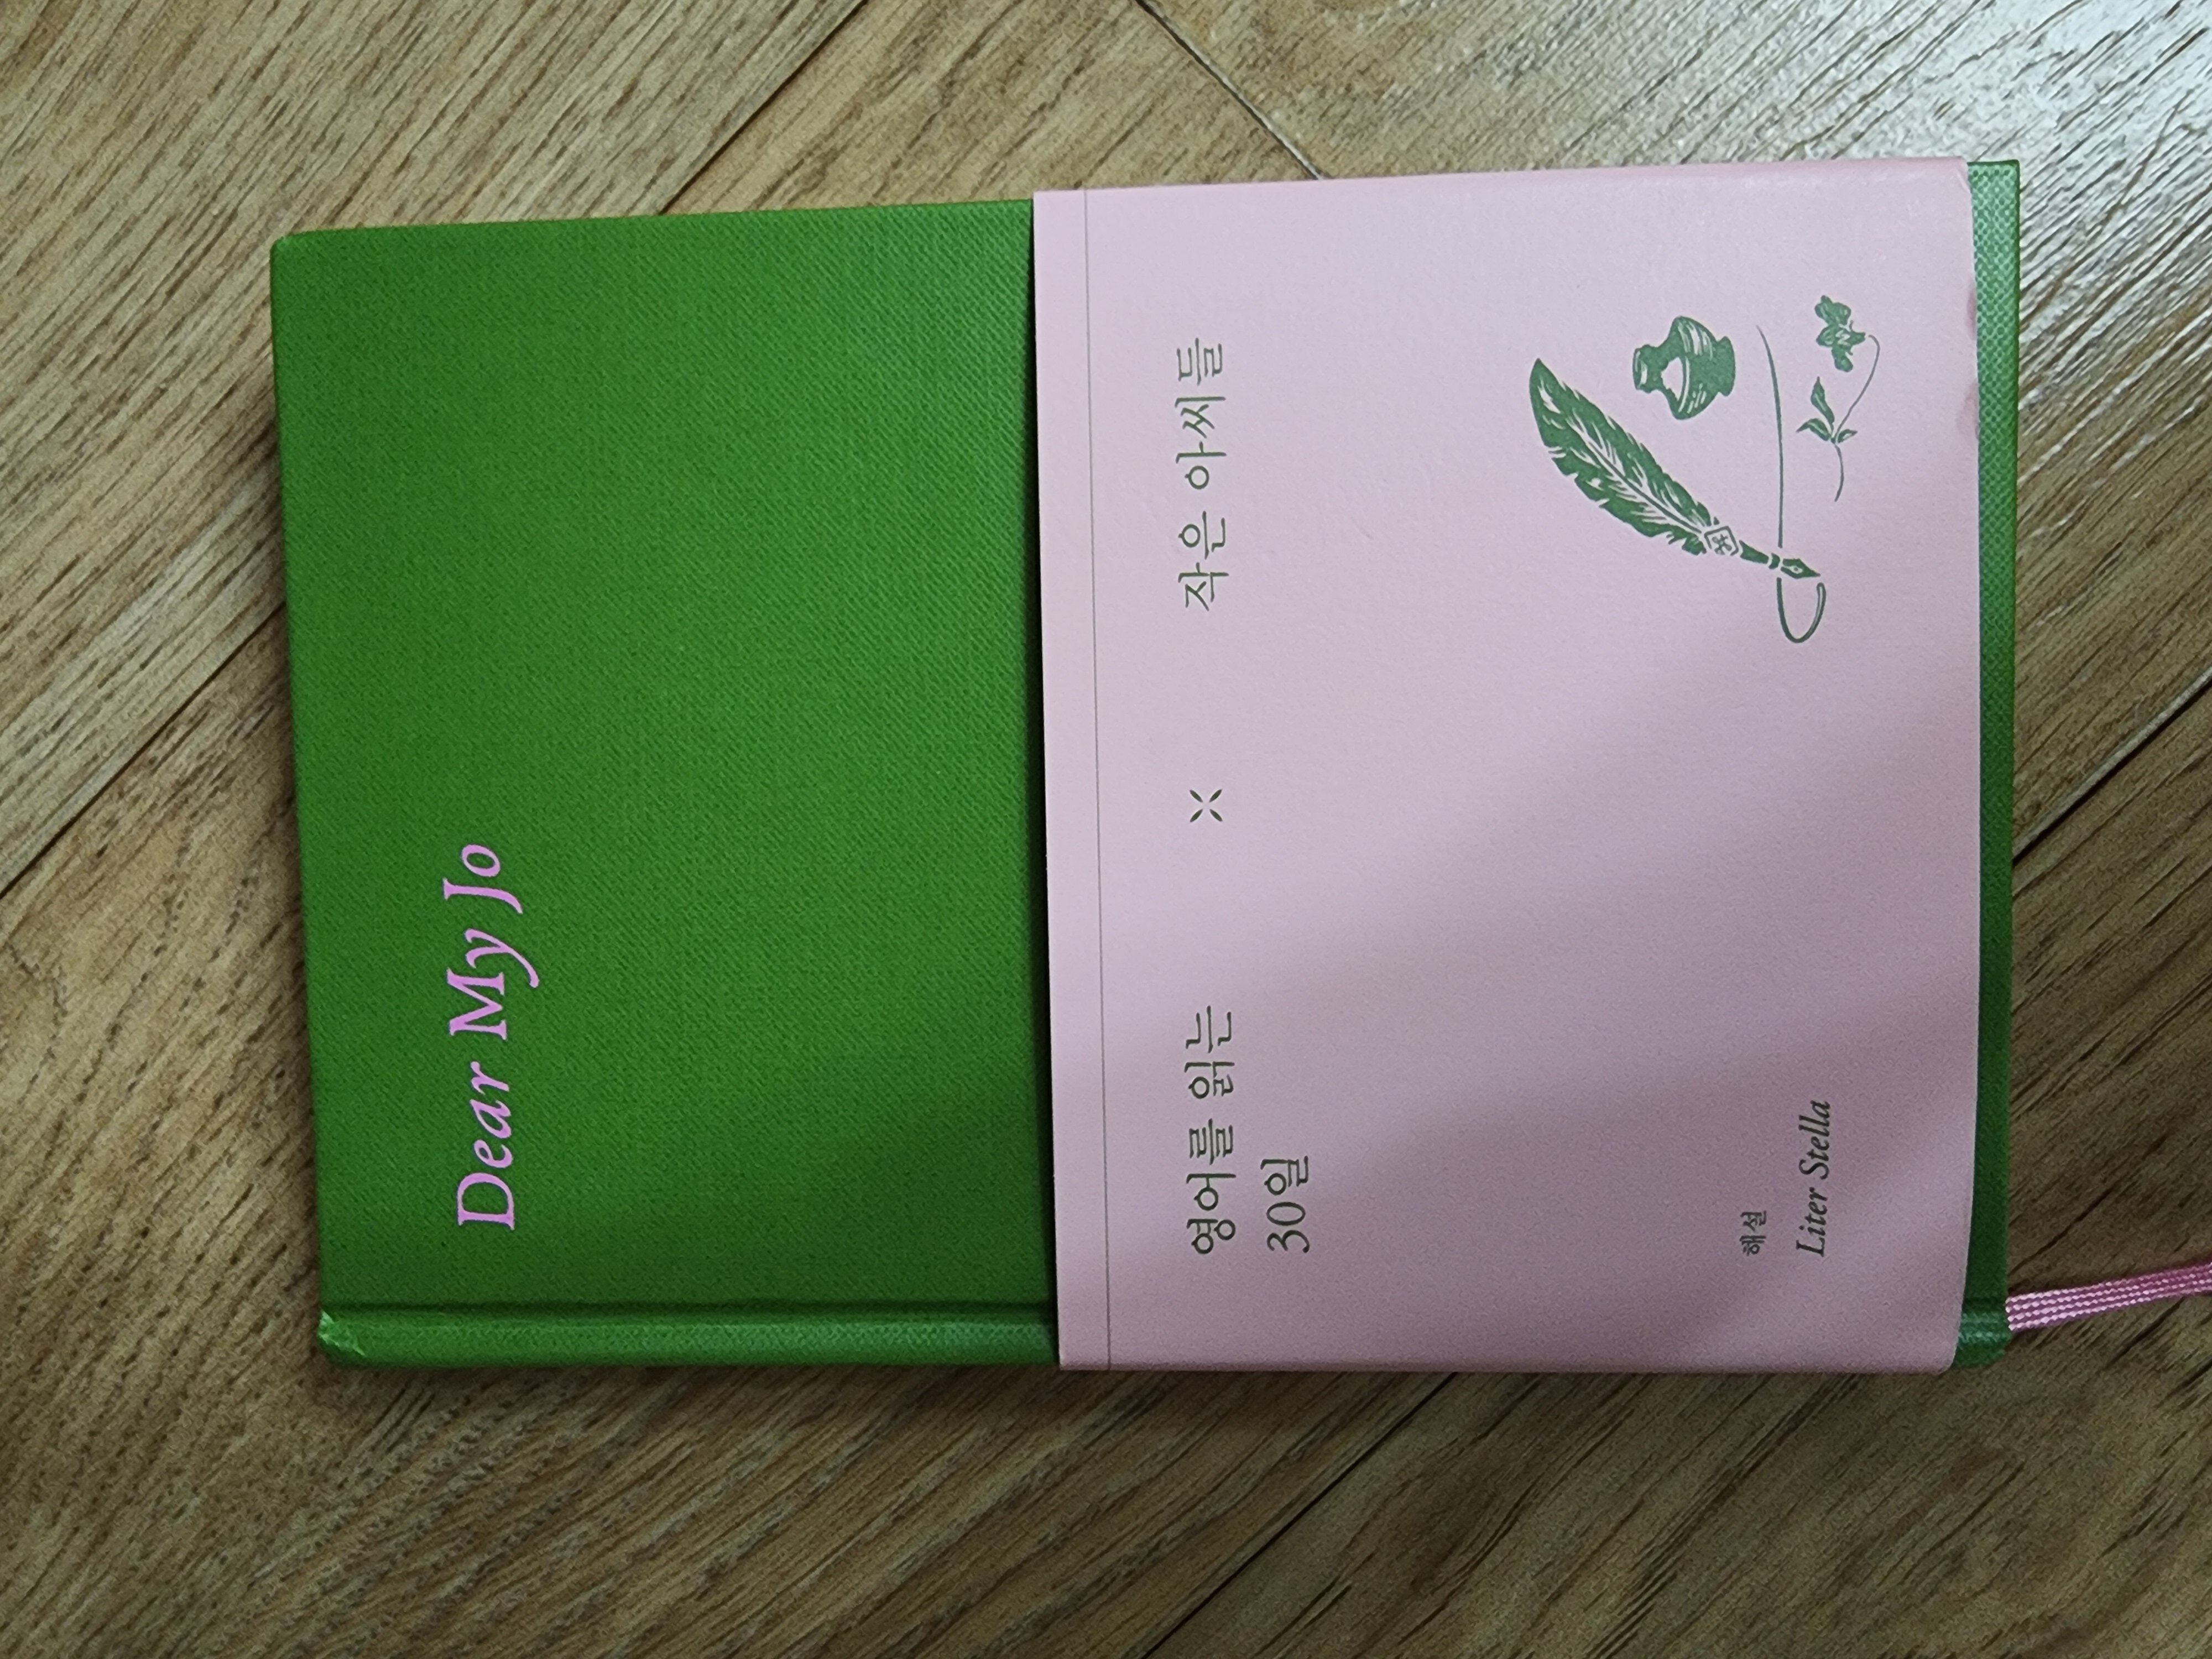 Dear My Jo
영어를 읽는
30일
작은 아씨들
해설
Liter Stella